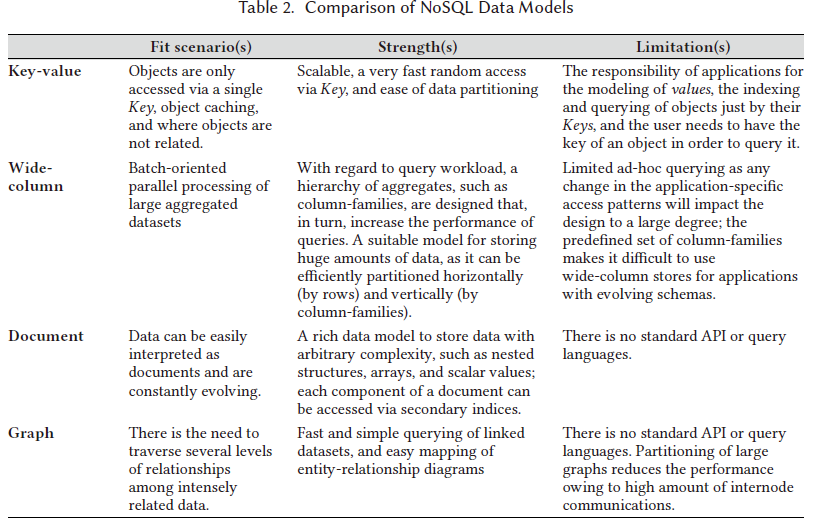 Table 2. Comparison of NoSQL Data Models
Fit scenario(s) Strength(s) Limitation(s)
Key-value
Objects are only
accessed via a single
Key, object caching,
and where objects are
not related.
Scalable, a very fast random access
via Key, and ease of data partitioning
The responsibility of applications for
the modeling of values, the indexing
and querying of objects just by their
Keys, and the user needs to have the
key of an object in order to query it.
Wide-
column
Batch-oriented
parallel processing of
large aggregated
datasets
With regard to query workload, a
hierarchy of aggregates, such as
column-families, are designed that,
in turn, increase the performance of
queries. A suitable model for storing
huge amounts of data, as it can be
efficiently partitioned horizontally
(by rows) and vertically (by
column-families).
Limited ad-hoc querying as any
change in the application-specific
access patterns will impact the
design to a large degree; the
predefined set of column-families
makes it difficult to use
wide-column stores for applications
with evolving schemas.
Document
Data can be easily
interpreted as
documents and are
constantly evolving.
A rich data model to store data with
arbitrary complexity, such as nested
structures, arrays, and scalar values;
each component of a document can
be accessed via secondary indices.
There is no standard API or query
languages.
Graph
There is the need to
traverse several levels
of relationships
among intensely
related data.
Fast and simple querying of linked
datasets, and easy mapping of
entity-relationship diagrams
There is no standard API or query
languages. Partitioning of large
graphs reduces the performance
owing to high amount of internode
communications.